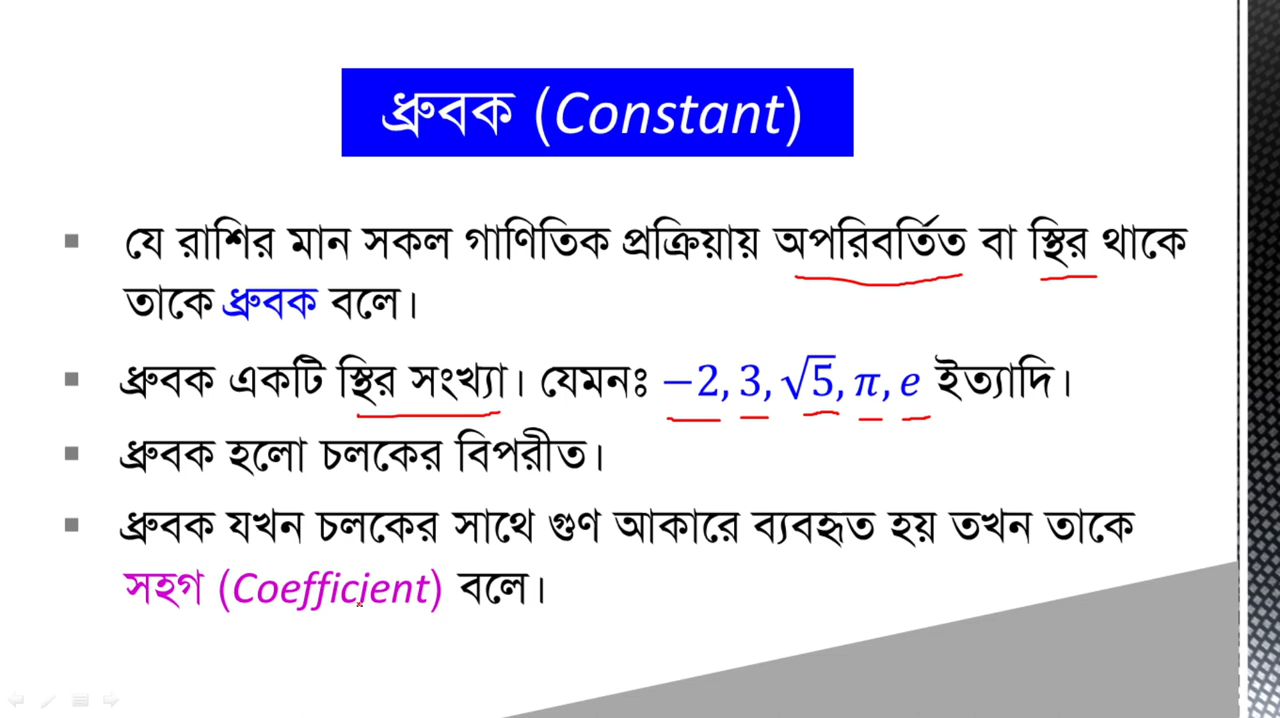 ধ্রুবক (Constant)
▪ যে রাশির মান সকল গাণিতিক প্রক্রিয়ায় অপরিবর্তিত বা স্থির থাকে
তাকে ধ্রুবক বলে।
▪ ধ্রুবক একটি স্থির সংখ্যা। যেমনঃ −2, 3, √5, π, e ইত্যাদি।
▪ ধ্রুবক হলো চলকের বিপরীত।
▪ ধ্রুবক যখন চলকের সাথে গুণ আকারে ব্যবহৃত হয় তখন তাকে
সহগ (Coefficient) বলে।